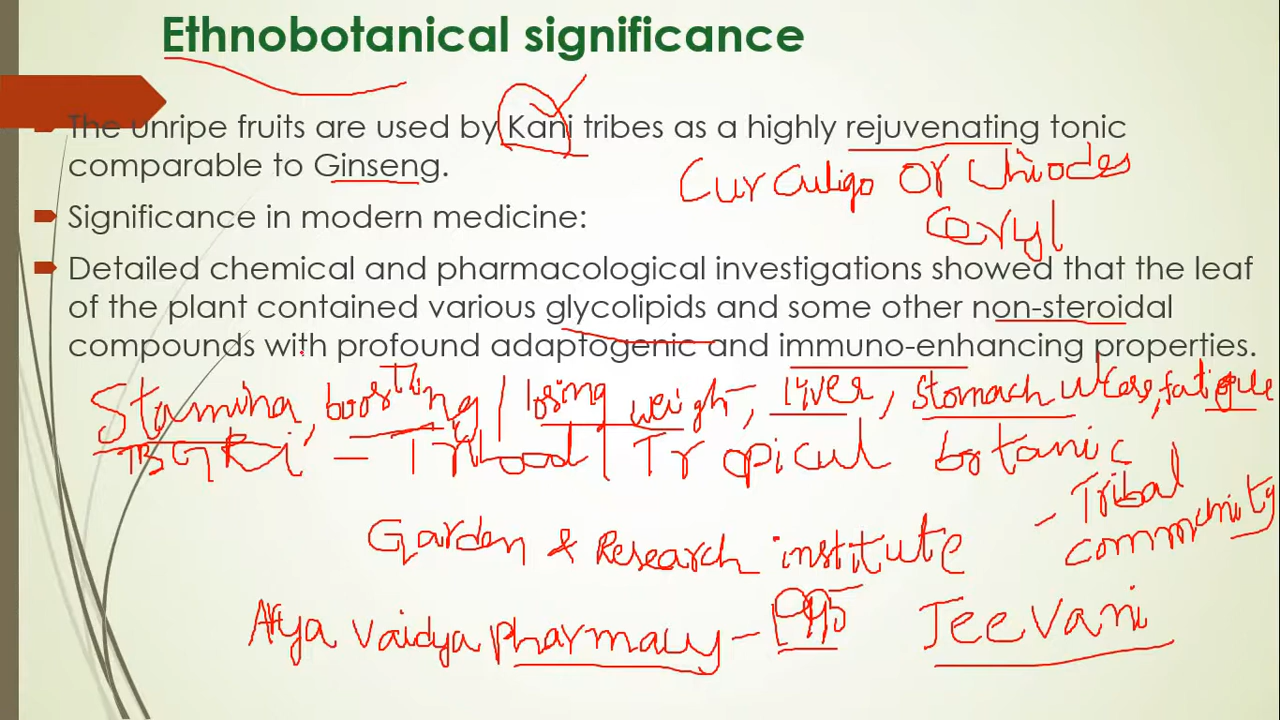 Ethnobotanical significance
The unripe fruits are used by Kani tribes as a highly rejuvenating tonic
comparable to Ginseng.
Curculigo Or Chiodes
Ceryl
Significance in modern medicine:
Detailed chemical and pharmacological investigations showed that the leaf
of the plant contained various glycolipids and some other non-steroidal
compounds with profound adaptogenic and immuno-enhancing properties.
Stamina, boosting / losing weigh, liver, Stomach ulcers, fatigue
TBGRi - Tropical botanic
- Tribal
community
Garden & Research institute
Arya Vaidya pharmacy - 1995
Jeevani